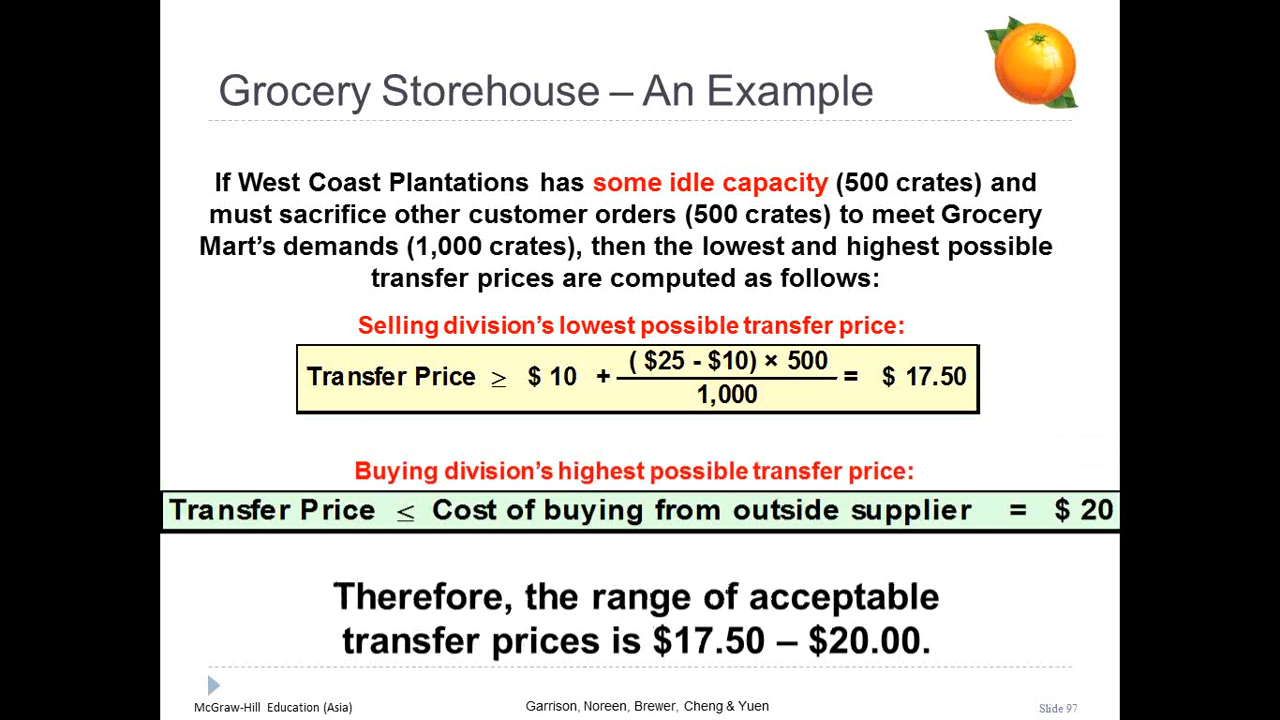 Grocery Storehouse – An Example
If West Coast Plantations has some idle capacity (500 crates) and
must sacrifice other customer orders (500 crates) to meet Grocery
Mart's demands (1,000 crates), then the lowest and highest possible
transfer prices are computed as follows:
Selling division's lowest possible transfer price:
( $25 - $10) × 500
Transfer Price ≥ $ 10 + = $ 17.50
1,000
Buying division's highest possible transfer price:
Transfer Price ≤ Cost of buying from outside supplier = $ 20
Therefore, the range of acceptable
transfer prices is $17.50 – $20.00.
McGraw-Hill Education (Asia) Garrison, Noreen, Brewer, Cheng & Yuen Slide 97